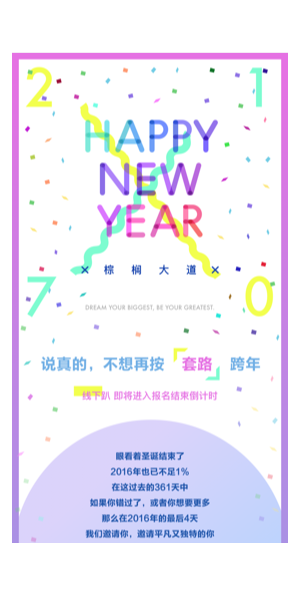 2 1
HAPPY
NEW
YEAR
× 棕 榈 大 道 ×
7 0
DREAM YOUR BIGGEST, BE YOUR GREATEST.
说真的，不想再按 套路 跨年
线下趴 即将进入报名结束倒计时
眼看着圣诞结束了
2016年也已不足1%
在这过去的361天中
如果你错过了，或者你想要更多
那么在2016年的最后4天
我们邀请你，邀请平凡又独特的你